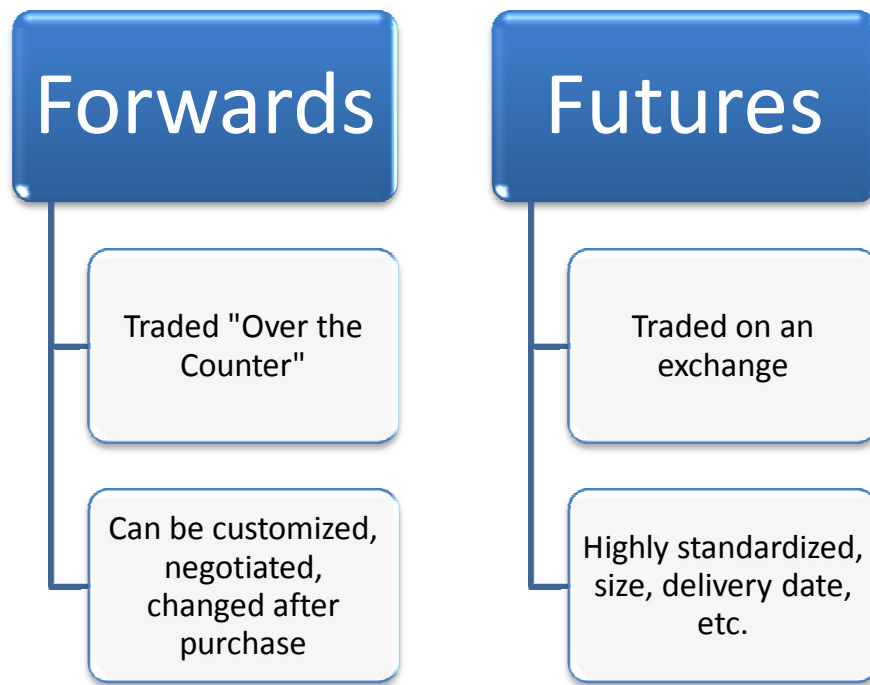 Forwards
Traded "Over the
Counter"
Can be customized,
negotiated,
changed after
purchase
Futures
Traded on an
exchange
Highly standardized,
size, delivery date,
etc.